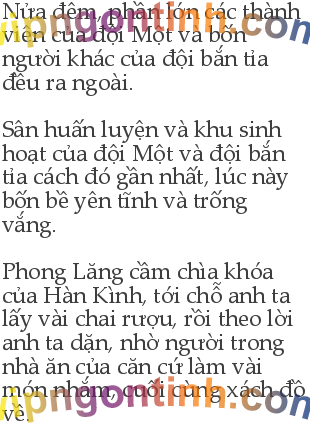 Nửa đêm, phần lớn các thành
viên của đội Một và bốn
người khác của đội bắn tỉa
đều ra ngoài.
Sân huấn luyện và khu sinh
hoạt của đội Một và đội bắn
tỉa cách đó gần nhất, lúc này
bốn bề yên tĩnh và trống
vắng.
Phong Lăng cầm chìa khóa
của Hàn Kình, tới chỗ anh ta
lấy vài chai rượu, rồi theo lời
anh ta dặn, nhờ người trong
nhà ăn của căn cứ làm vài
món nhắm, cuối cùng xách đồ
về.
vipngontinh.com
vipngontinh.com